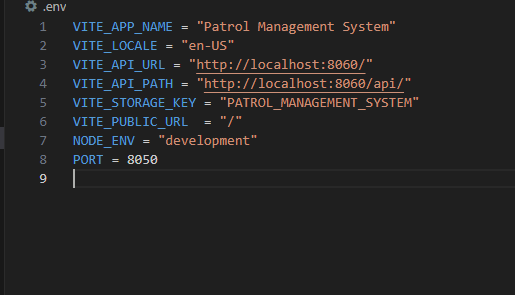 .env
1 VITE_APP_NAME = "Patrol Management System"
2 VITE_LOCALE = "en-US"
3 VITE_API_URL = "http://localhost:8060/"
4 VITE_API_PATH = "http://localhost:8060/api/"
5 VITE_STORAGE_KEY = "PATROL_MANAGEMENT_SYSTEM"
6 VITE_PUBLIC_URL  = "/"
7 NODE_ENV = "development"
8 PORT = 8050
9